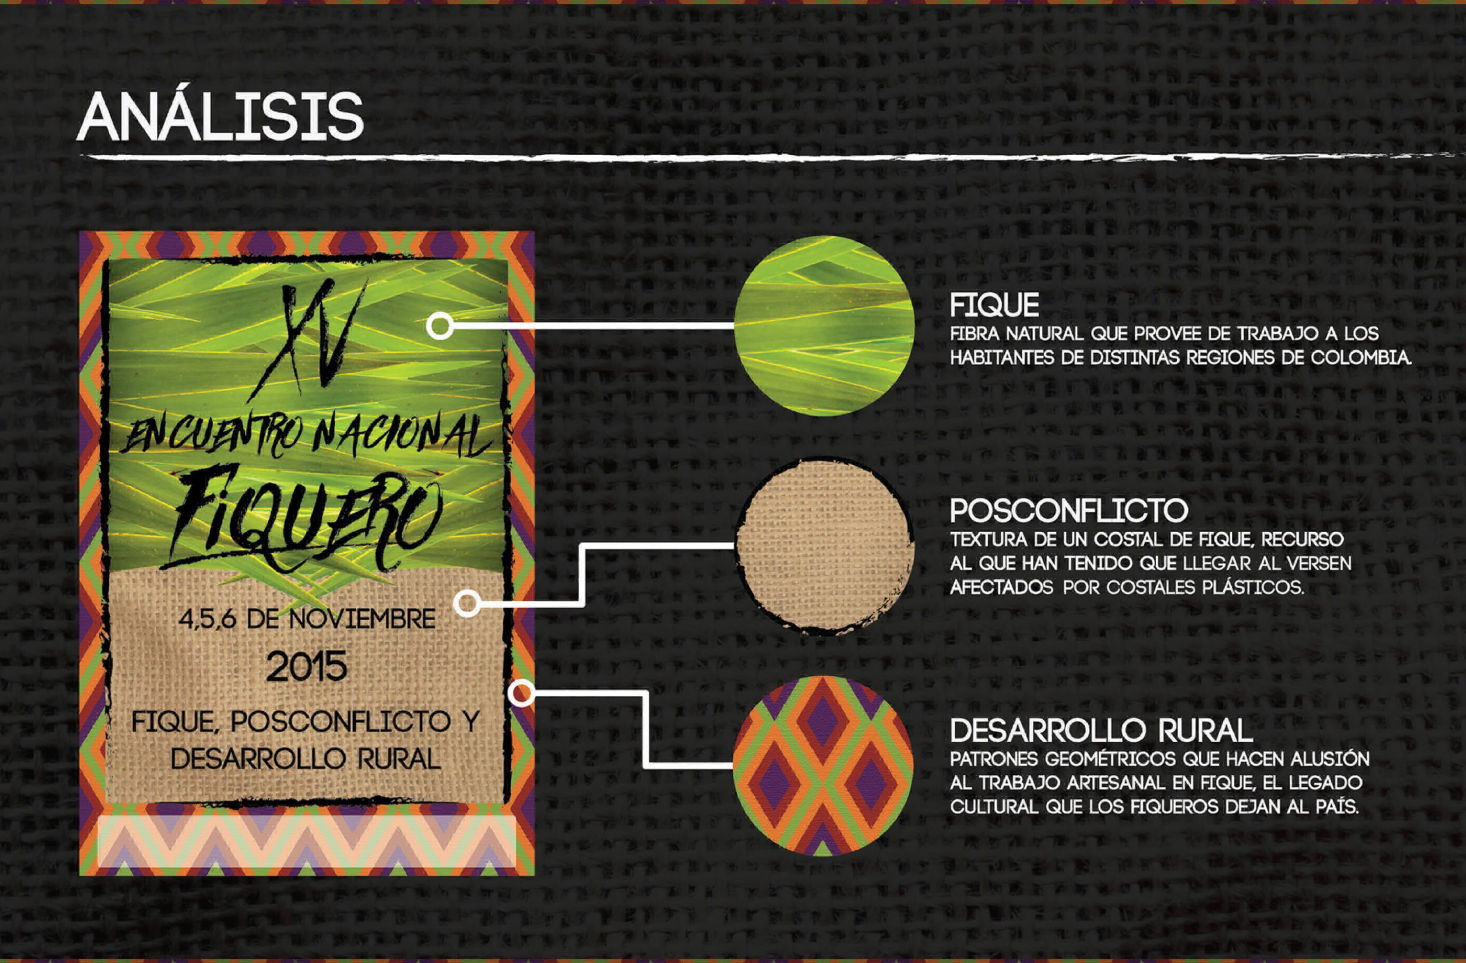 ANÁLISIS
XV
ENCUENTRO NACIONAL
FIQUERO
4,5,6 DE NOVIEMBRE
2015
FIQUE, POSCONFLICTO Y
DESARROLLO RURAL
FIQUE
FIBRA NATURAL QUE PROVEE DE TRABAJO A LOS
HABITANTES DE DISTINTAS REGIONES DE COLOMBIA.
POSCONFLICTO
TEXTURA DE UN COSTAL DE FIQUE, RECURSO
AL QUE HAN TENIDO QUE LLEGAR AL VERSEN
AFECTADOS POR COSTALES PLÁSTICOS.
DESARROLLO RURAL
PATRONES GEOMÉTRICOS QUE HACEN ALUSIÓN
AL TRABAJO ARTESANAL EN FIQUE, EL LEGADO
CULTURAL QUE LOS FIQUEROS DEJAN AL PAÍS.